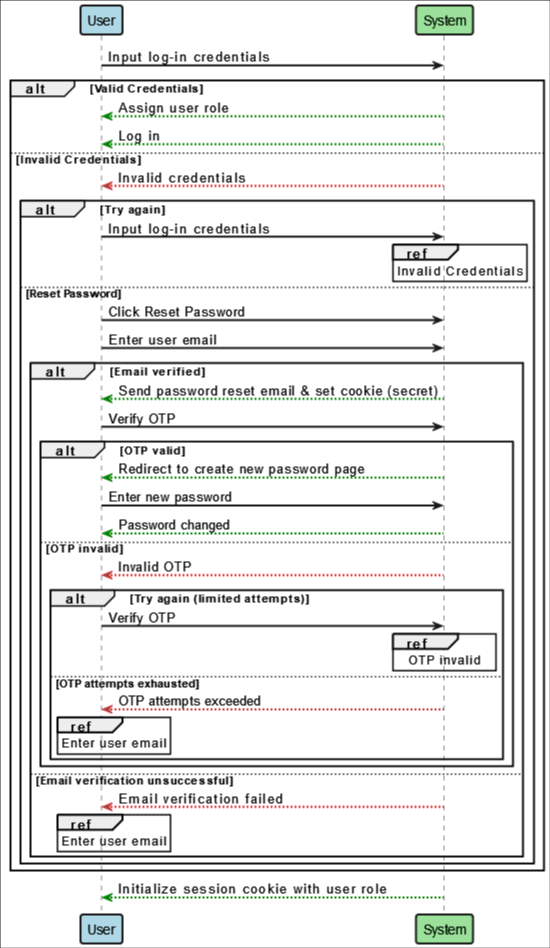 User System
Input log-in credentials
alt [Valid Credentials]
Assign user role
Log in
[Invalid Credentials]
Invalid credentials
alt [Try again]
Input log-in credentials
ref
Invalid Credentials
[Reset Password]
Click Reset Password
Enter user email
alt [Email verified]
Send password reset email & set cookie (secret)
Verify OTP
alt [OTP valid]
Redirect to create new password page
Enter new password
Password changed
[OTP invalid]
Invalid OTP
alt [Try again (limited attempts)]
Verify OTP
ref
OTP invalid
[OTP attempts exhausted]
OTP attempts exceeded
ref
Enter user email
[Email verification unsuccessful]
Email verification failed
ref
Enter user email
Initialize session cookie with user role
User System